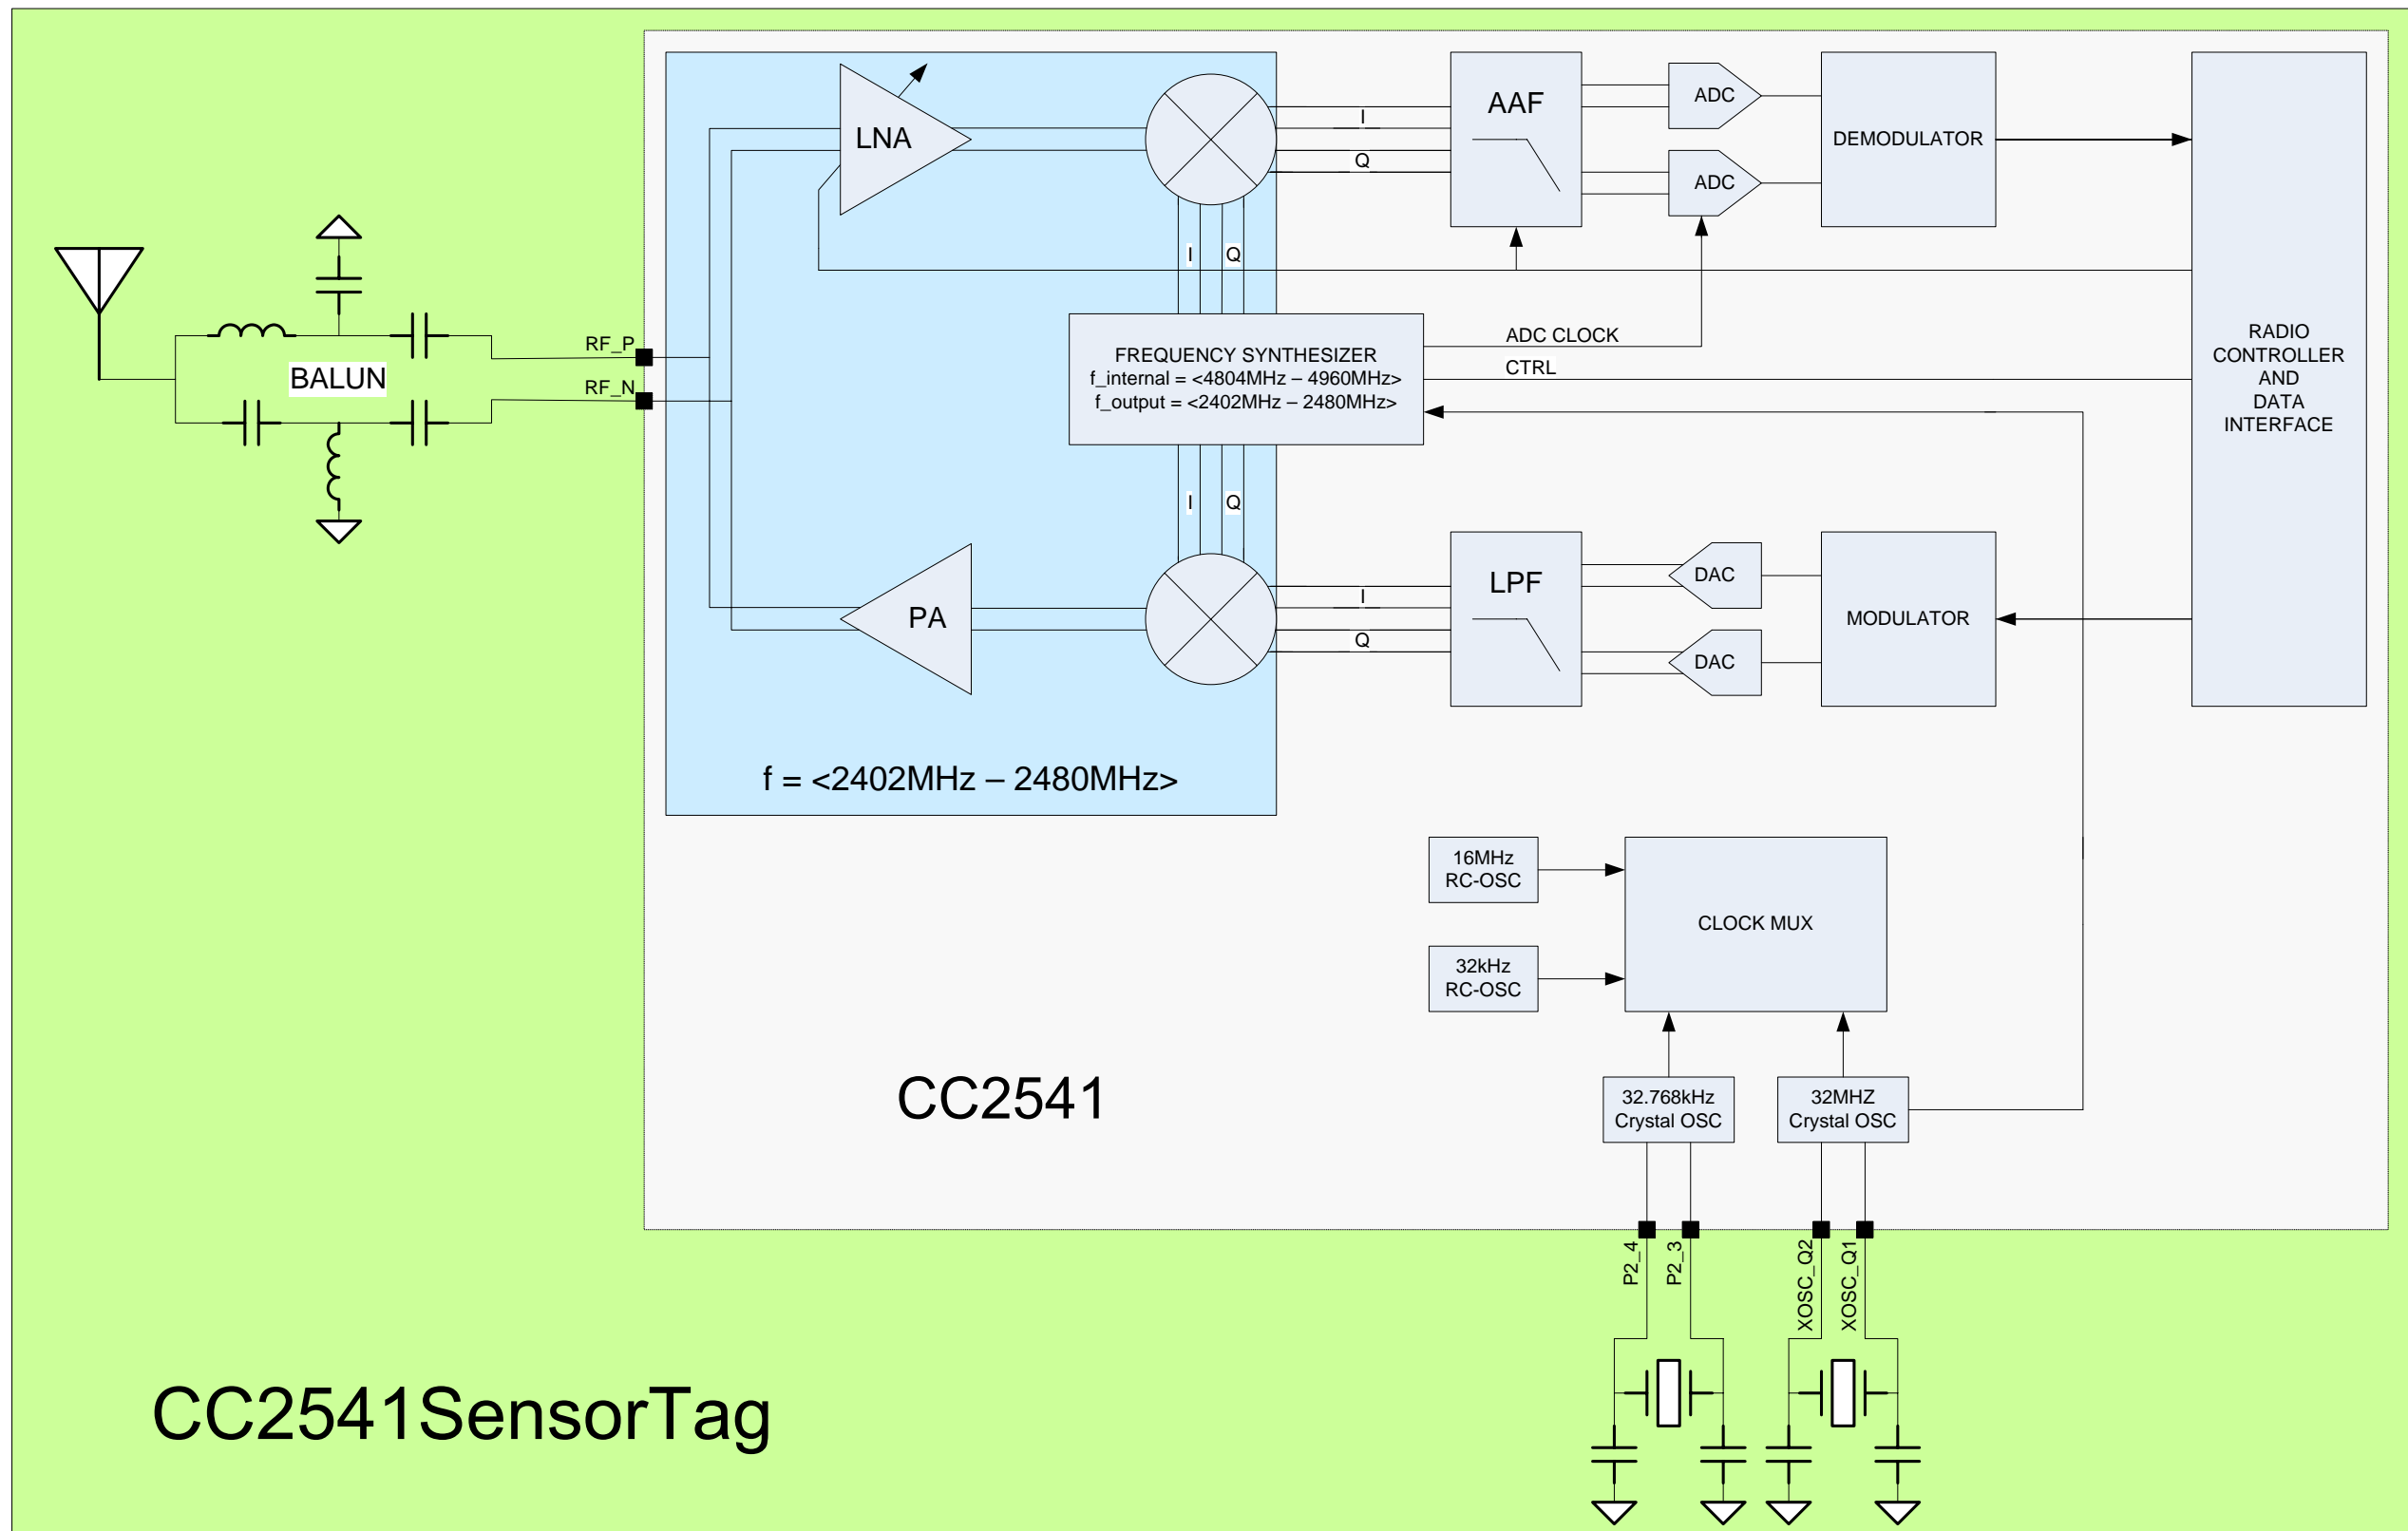 LNA
I
Q
AAF
ADC
ADC
DEMODULATOR
I
Q
RF_P
BALUN
RF_N
FREQUENCY SYNTHESIZER
f_internal = <4804MHz – 4960MHz>
f_output = <2402MHz – 2480MHz>
ADC CLOCK
CTRL
RADIO
CONTROLLER
AND
DATA
INTERFACE
I
Q
PA
I
Q
LPF
DAC
DAC
MODULATOR
f = <2402MHz – 2480MHz>
16MHz
RC-OSC
32kHz
RC-OSC
CLOCK MUX
CC2541
32.768kHz
Crystal OSC
32MHZ
Crystal OSC
P2_4
P2_3
XOSC_Q2
XOSC_Q1
CC2541SensorTag